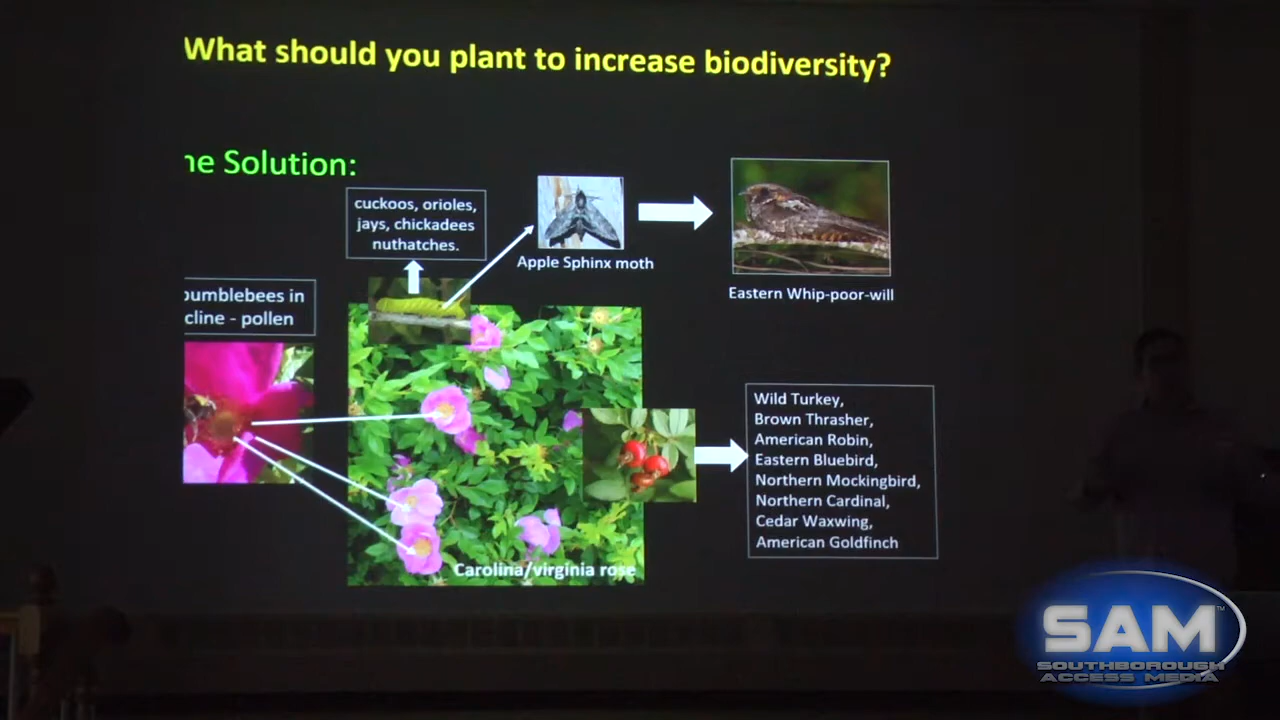 What should you plant to increase biodiversity?
he Solution:
cuckoos, orioles,
jays, chickadees
nuthatches.
Apple Sphinx moth
Eastern Whip-poor-will
bumblebees in
cline - pollen
Wild Turkey,
Brown Thrasher,
American Robin,
Eastern Bluebird,
Northern Mockingbird,
Northern Cardinal,
Cedar Waxwing,
American Goldfinch
Carolina/virginia rose
SAM™
SOUTHBOROUGH
ACCESS MEDIA